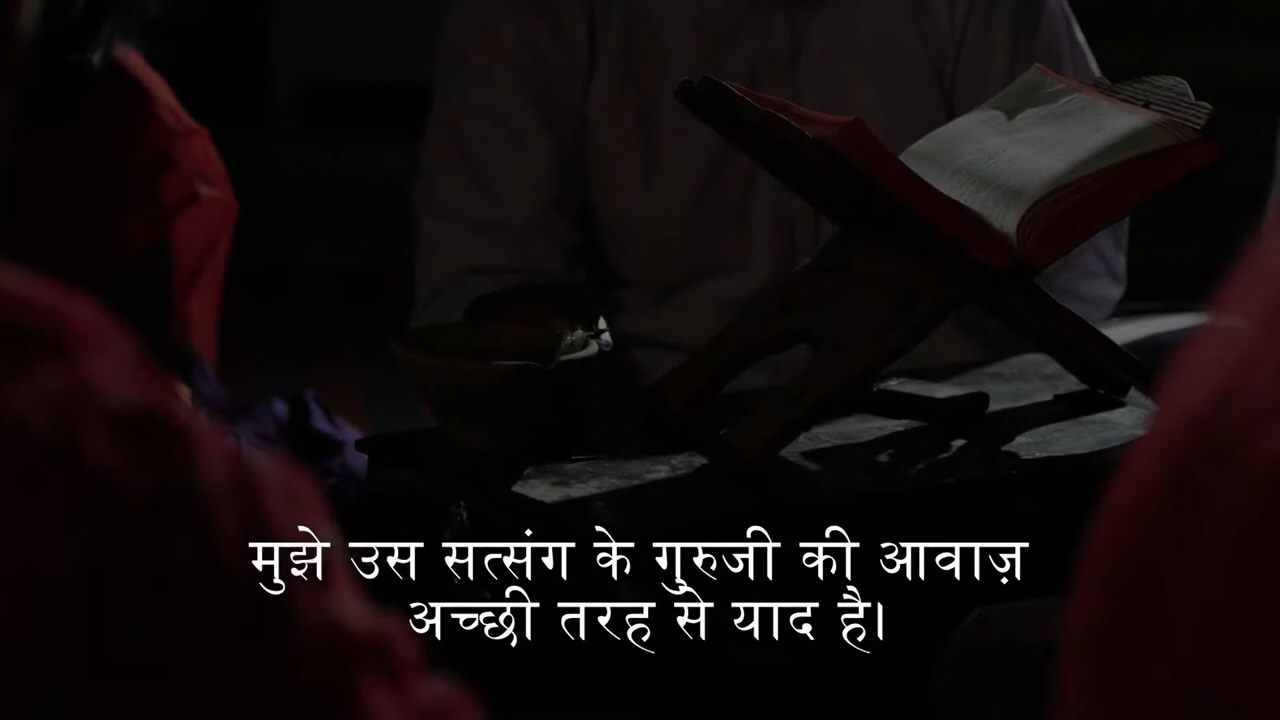 मुझे उस सत्संग के गुरुजी की आवाज़
अच्छी तरह से याद है।